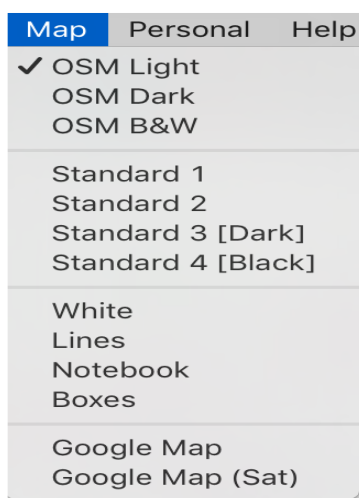 Map Personal Help
✓ OSM Light
OSM Dark
OSM B&W
Standard 1
Standard 2
Standard 3 [Dark]
Standard 4 [Black]
White
Lines
Notebook
Boxes
Google Map
Google Map (Sat)